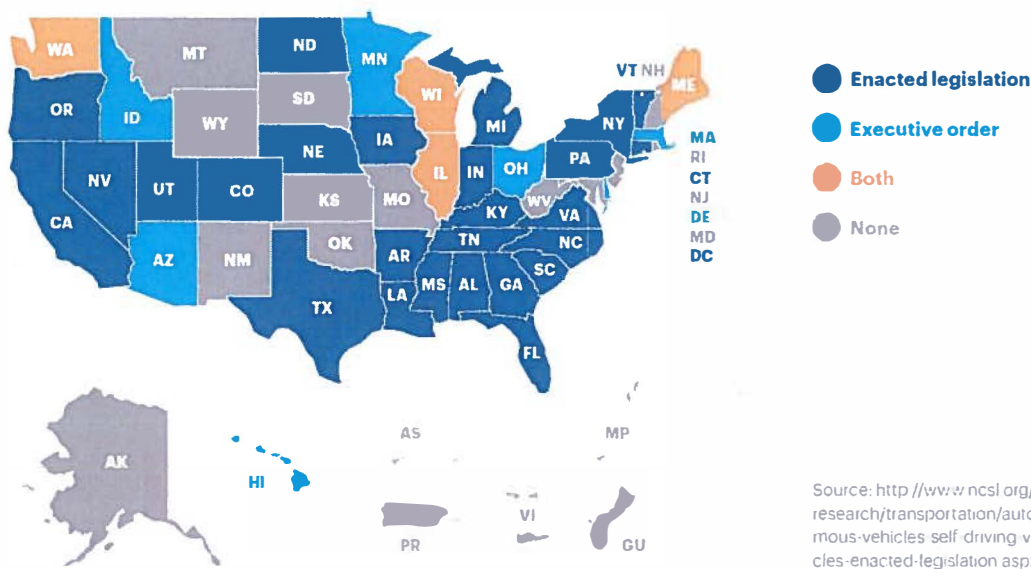 WA
MT
ND
MN
VT NH
ME
OR
ID
WY
SD
WI
MI
NY
Enacted legislation
Executive order
Both
None
NV
UT
CO
NE
IA
IL
IN
OH
PA
MA
RI
CT
NJ
DE
MD
DC
CA
AZ
NM
KS
MO
OK
KY
WV
VA
TN
NC
SC
AR
TX
LA
MS
AL
GA
FL
AK
HI
AS
MP
PR
VI
GU
Source: http //www ncsl org/
research/transportation/auto
mous-vehicles self driving v
cles-enacted-legislation asp